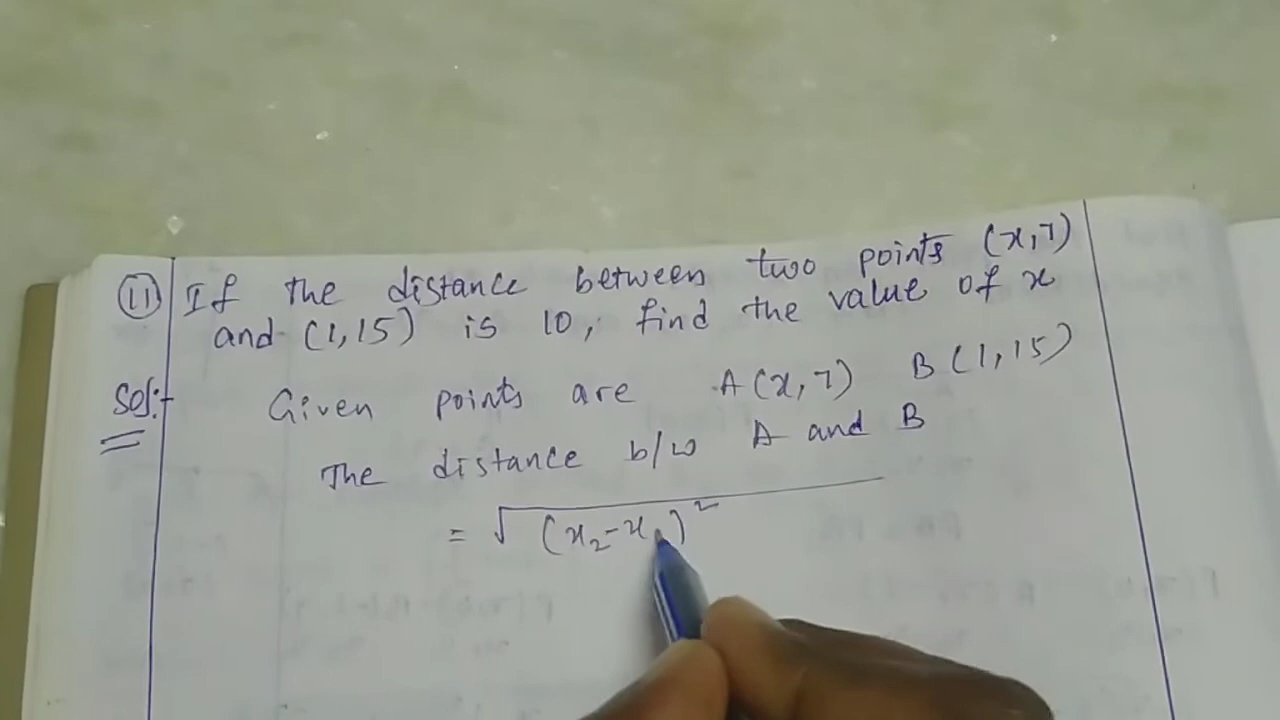 (11) If the distance between two points (x,7)
and (1,15) is 10, find the value of x
Sol:- Given points are A(x,7) B(1,15)
The distance b/w A and B
= √(x₂-x₁)²